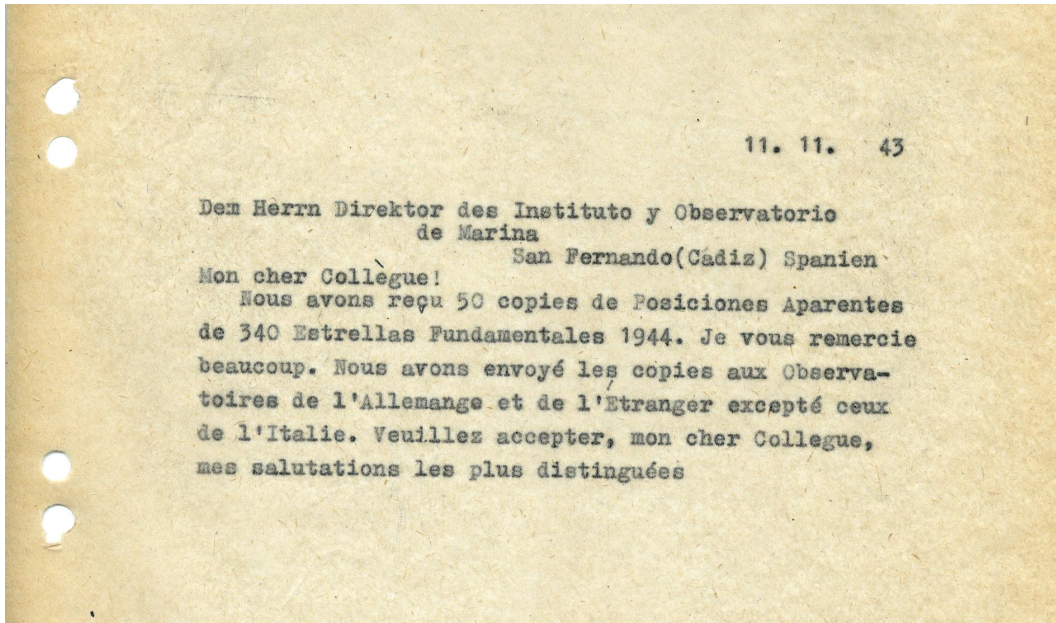 11. 11. 43
Dem Herrn Direktor des Instituto y Observatorio
de Marina
San Fernando(Cádiz) Spanien
Mon cher Collègue!
Nous avons reçu 50 copies de Posiciones Aparentes
de 340 Estrellas Fundamentales 1944. Je vous remercie
beaucoup. Nous avons envoyé les copies aux Observa-
toires de l'Allemange et de l'Étranger excepté ceux
de l'Italie. Veuillez accepter, mon cher Collegue,
mes salutations les plus distinguées